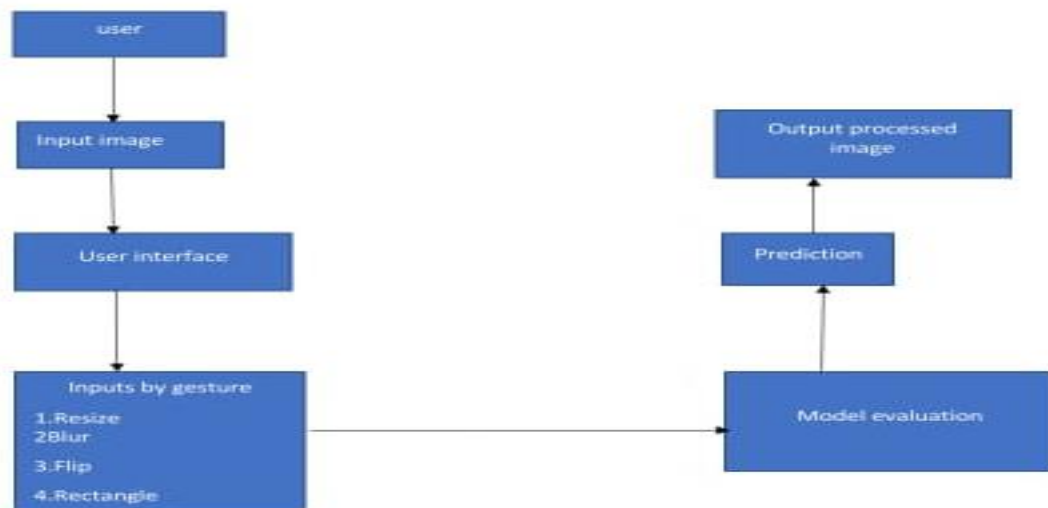 user
Input image
User interface
Inputs by gesture
1.Resize
2Blur
3.Flip
4.Rectangle
Model evaluation
Prediction
Output processed
image